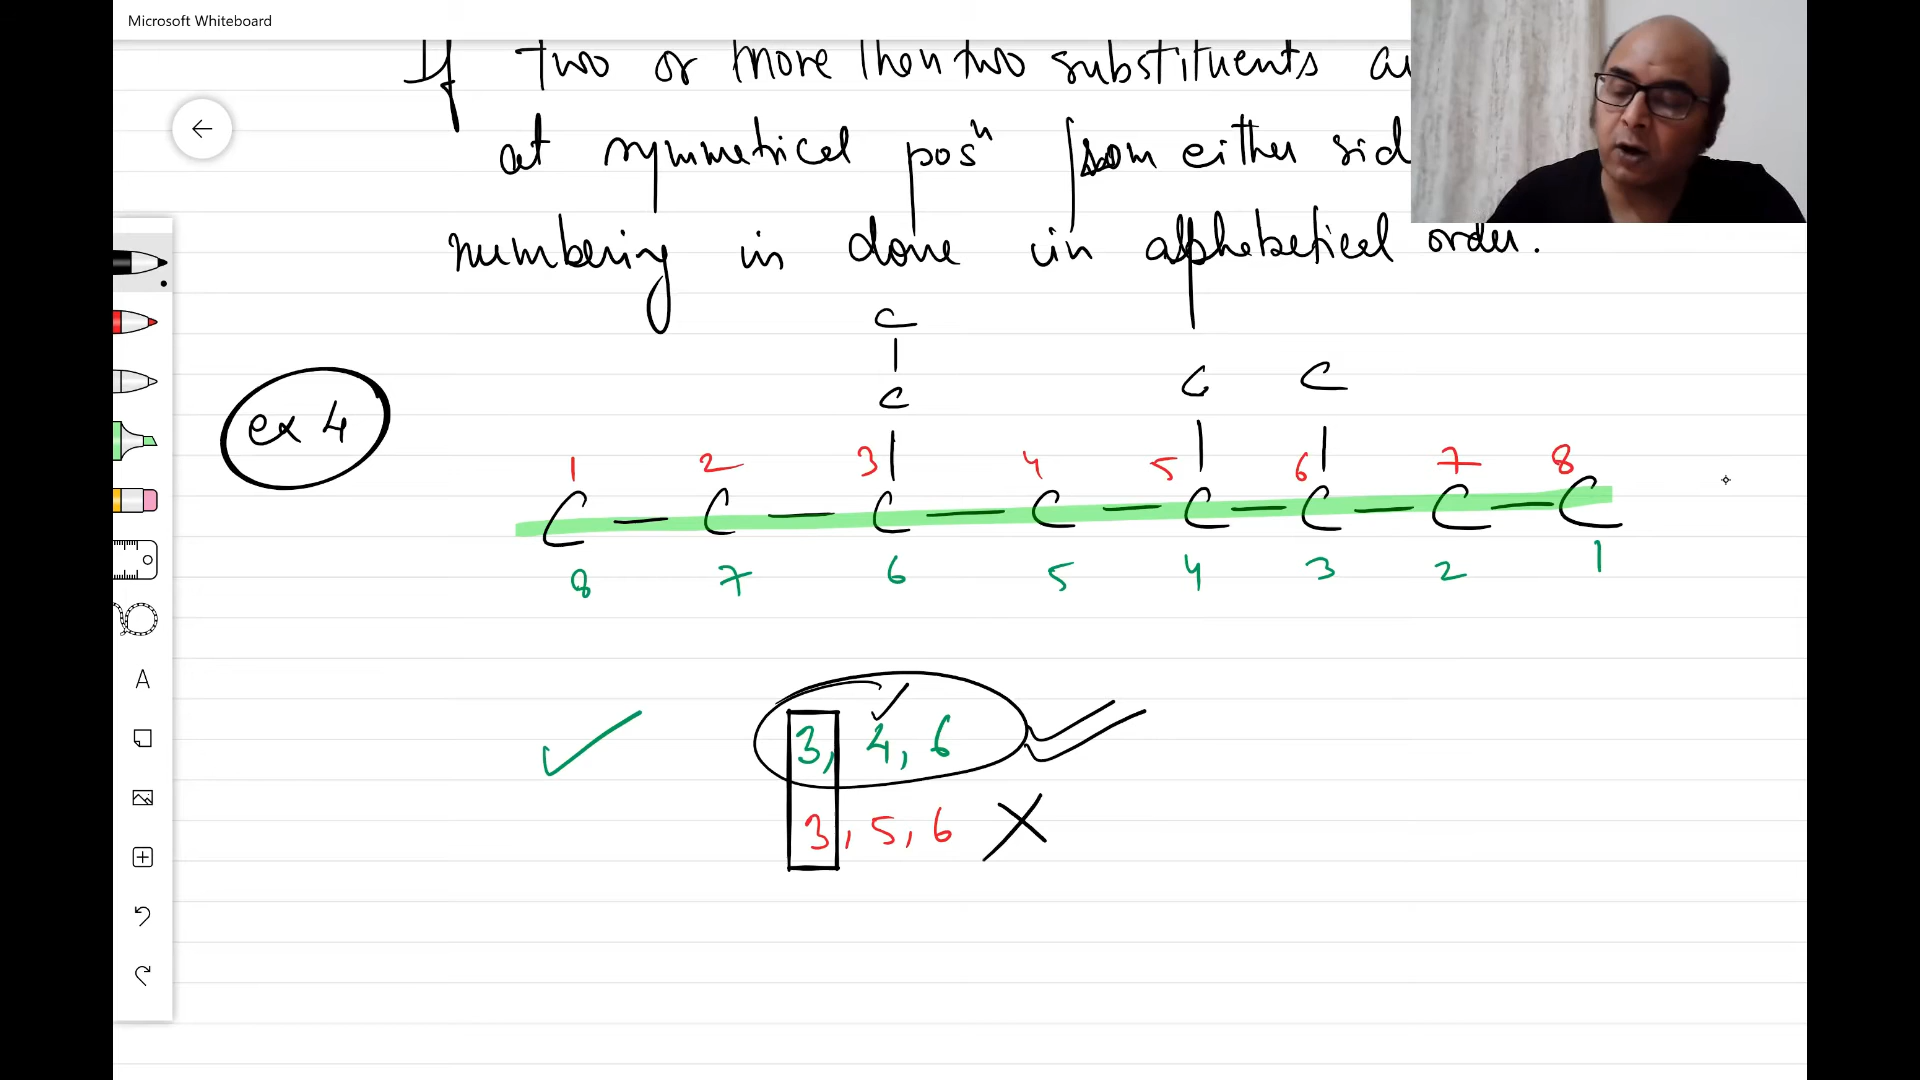 Microsoft Whiteboard
If two or more then two substituents
at symmetrical posⁿ from either sid
numbering in done in alphabetical order.
C
C G C
ex 4
1 2 3 4 5 6 7 8
C — C — C — C — C — C — C — C
8 7 6 5 4 3 2 1
3, 4, 6
3, 5, 6
A